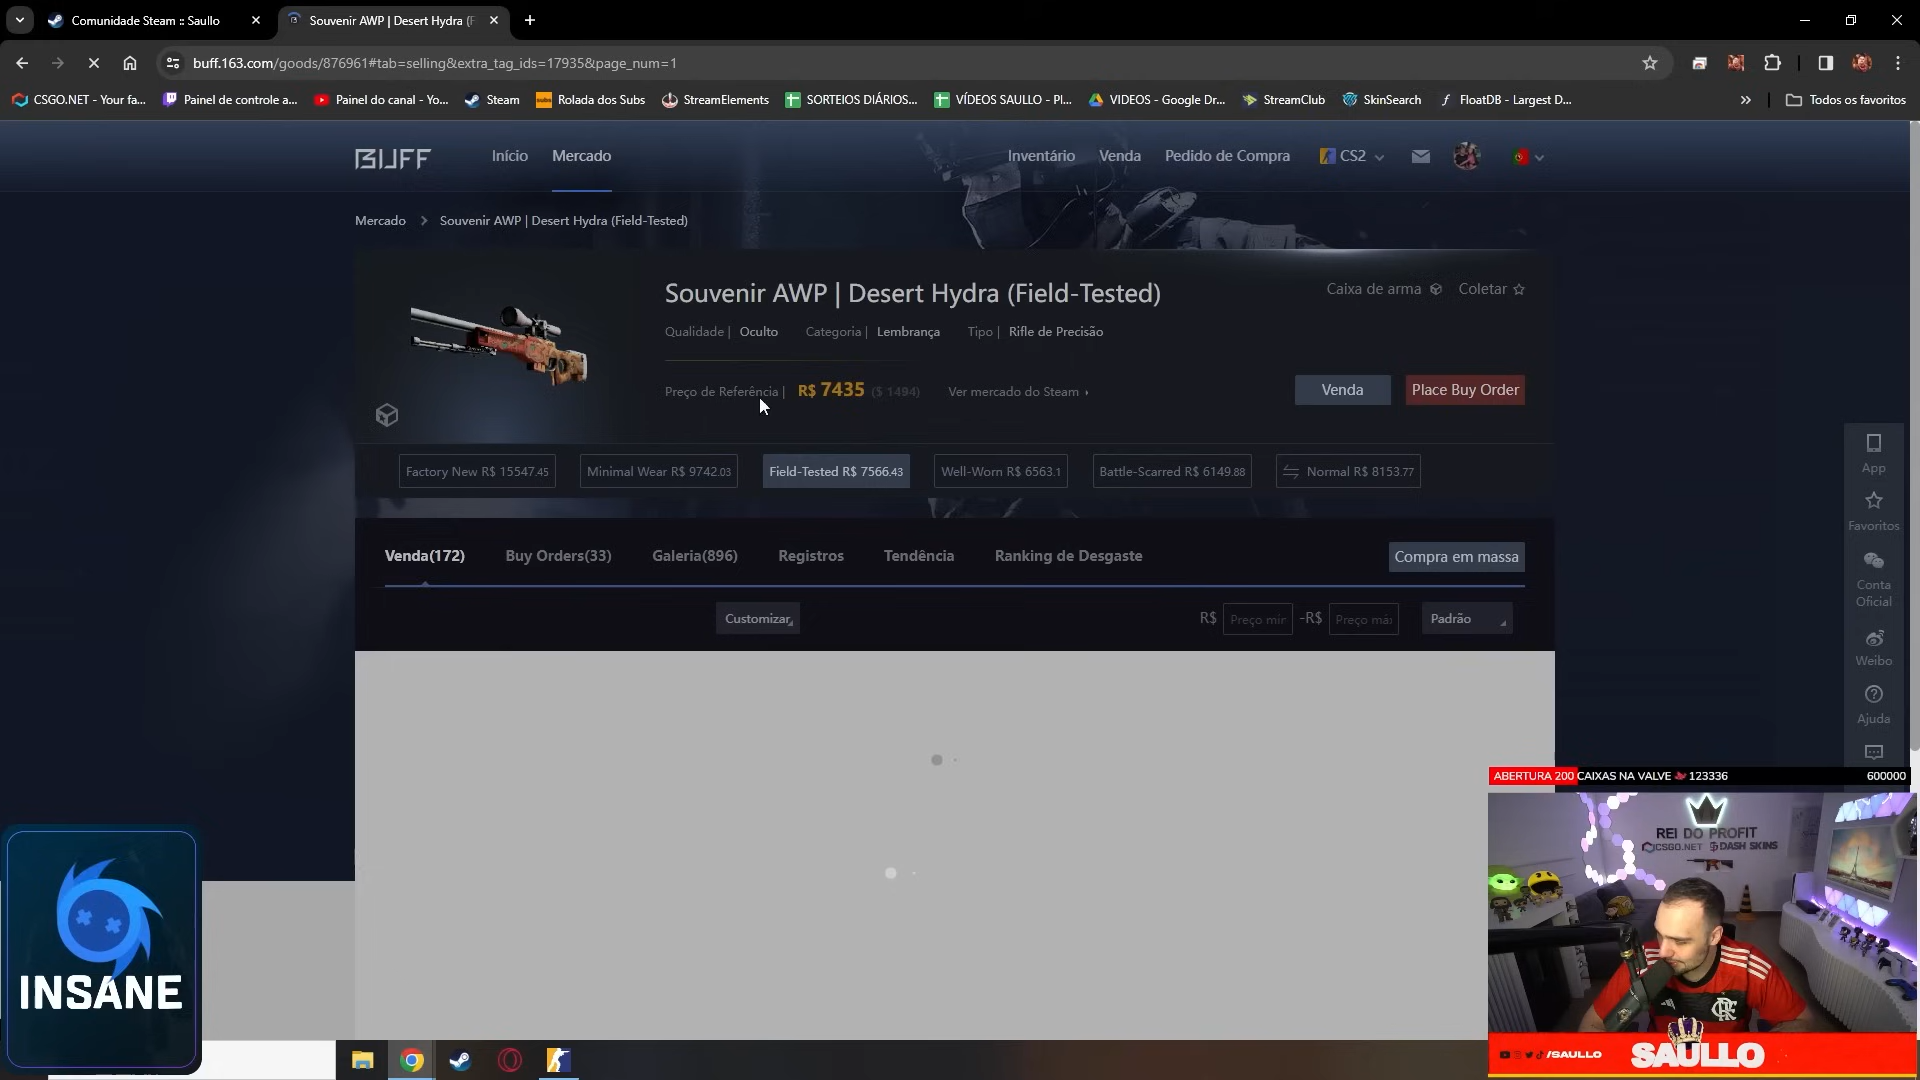 Comunidade Steam :: Saullo
Souvenir AWP | Desert Hydra (F
buff.163.com/goods/876961#tab=selling&extra_tag_ids=17935&page_num=1
CSGO.NET - Your fa...
Painel de controle a...
Painel do canal - Yo...
Steam
Rolada dos Subs
StreamElements
SORTEIOS DIÁRIOS...
VÍDEOS SAULLO - Pl...
VIDEOS - Google Dr...
StreamClub
SkinSearch
FloatDB - Largest D...
»
Todos os favoritos
BUFF
Início
Mercado
Inventário
Venda
Pedido de Compra
CS2
Mercado > Souvenir AWP | Desert Hydra (Field-Tested)
Souvenir AWP | Desert Hydra (Field-Tested)
Caixa de arma
Coletar
Qualidade | Oculto
Categoria | Lembrança
Tipo | Rifle de Precisão
Preço de Referência | R$ 7435 ($ 1494)
Ver mercado do Steam ›
Venda
Place Buy Order
Factory New R$ 15547.45
Minimal Wear R$ 9742.03
Field-Tested R$ 7566.43
Well-Worn R$ 6563.1
Battle-Scarred R$ 6149.88
Normal R$ 8153.77
Venda(172)
Buy Orders(33)
Galeria(896)
Registros
Tendência
Ranking de Desgaste
Compra em massa
Customizar
R$ Preço mír -R$ Preço má:
Padrão
App
Favoritos
Conta
Oficial
Weibo
Ajuda
ABERTURA 200 CAIXAS NA VALVE 123336
600000
REI DO PROFIT
CSGO.NET DASH SKINS
INSANE
/SAULLO
SAULLO